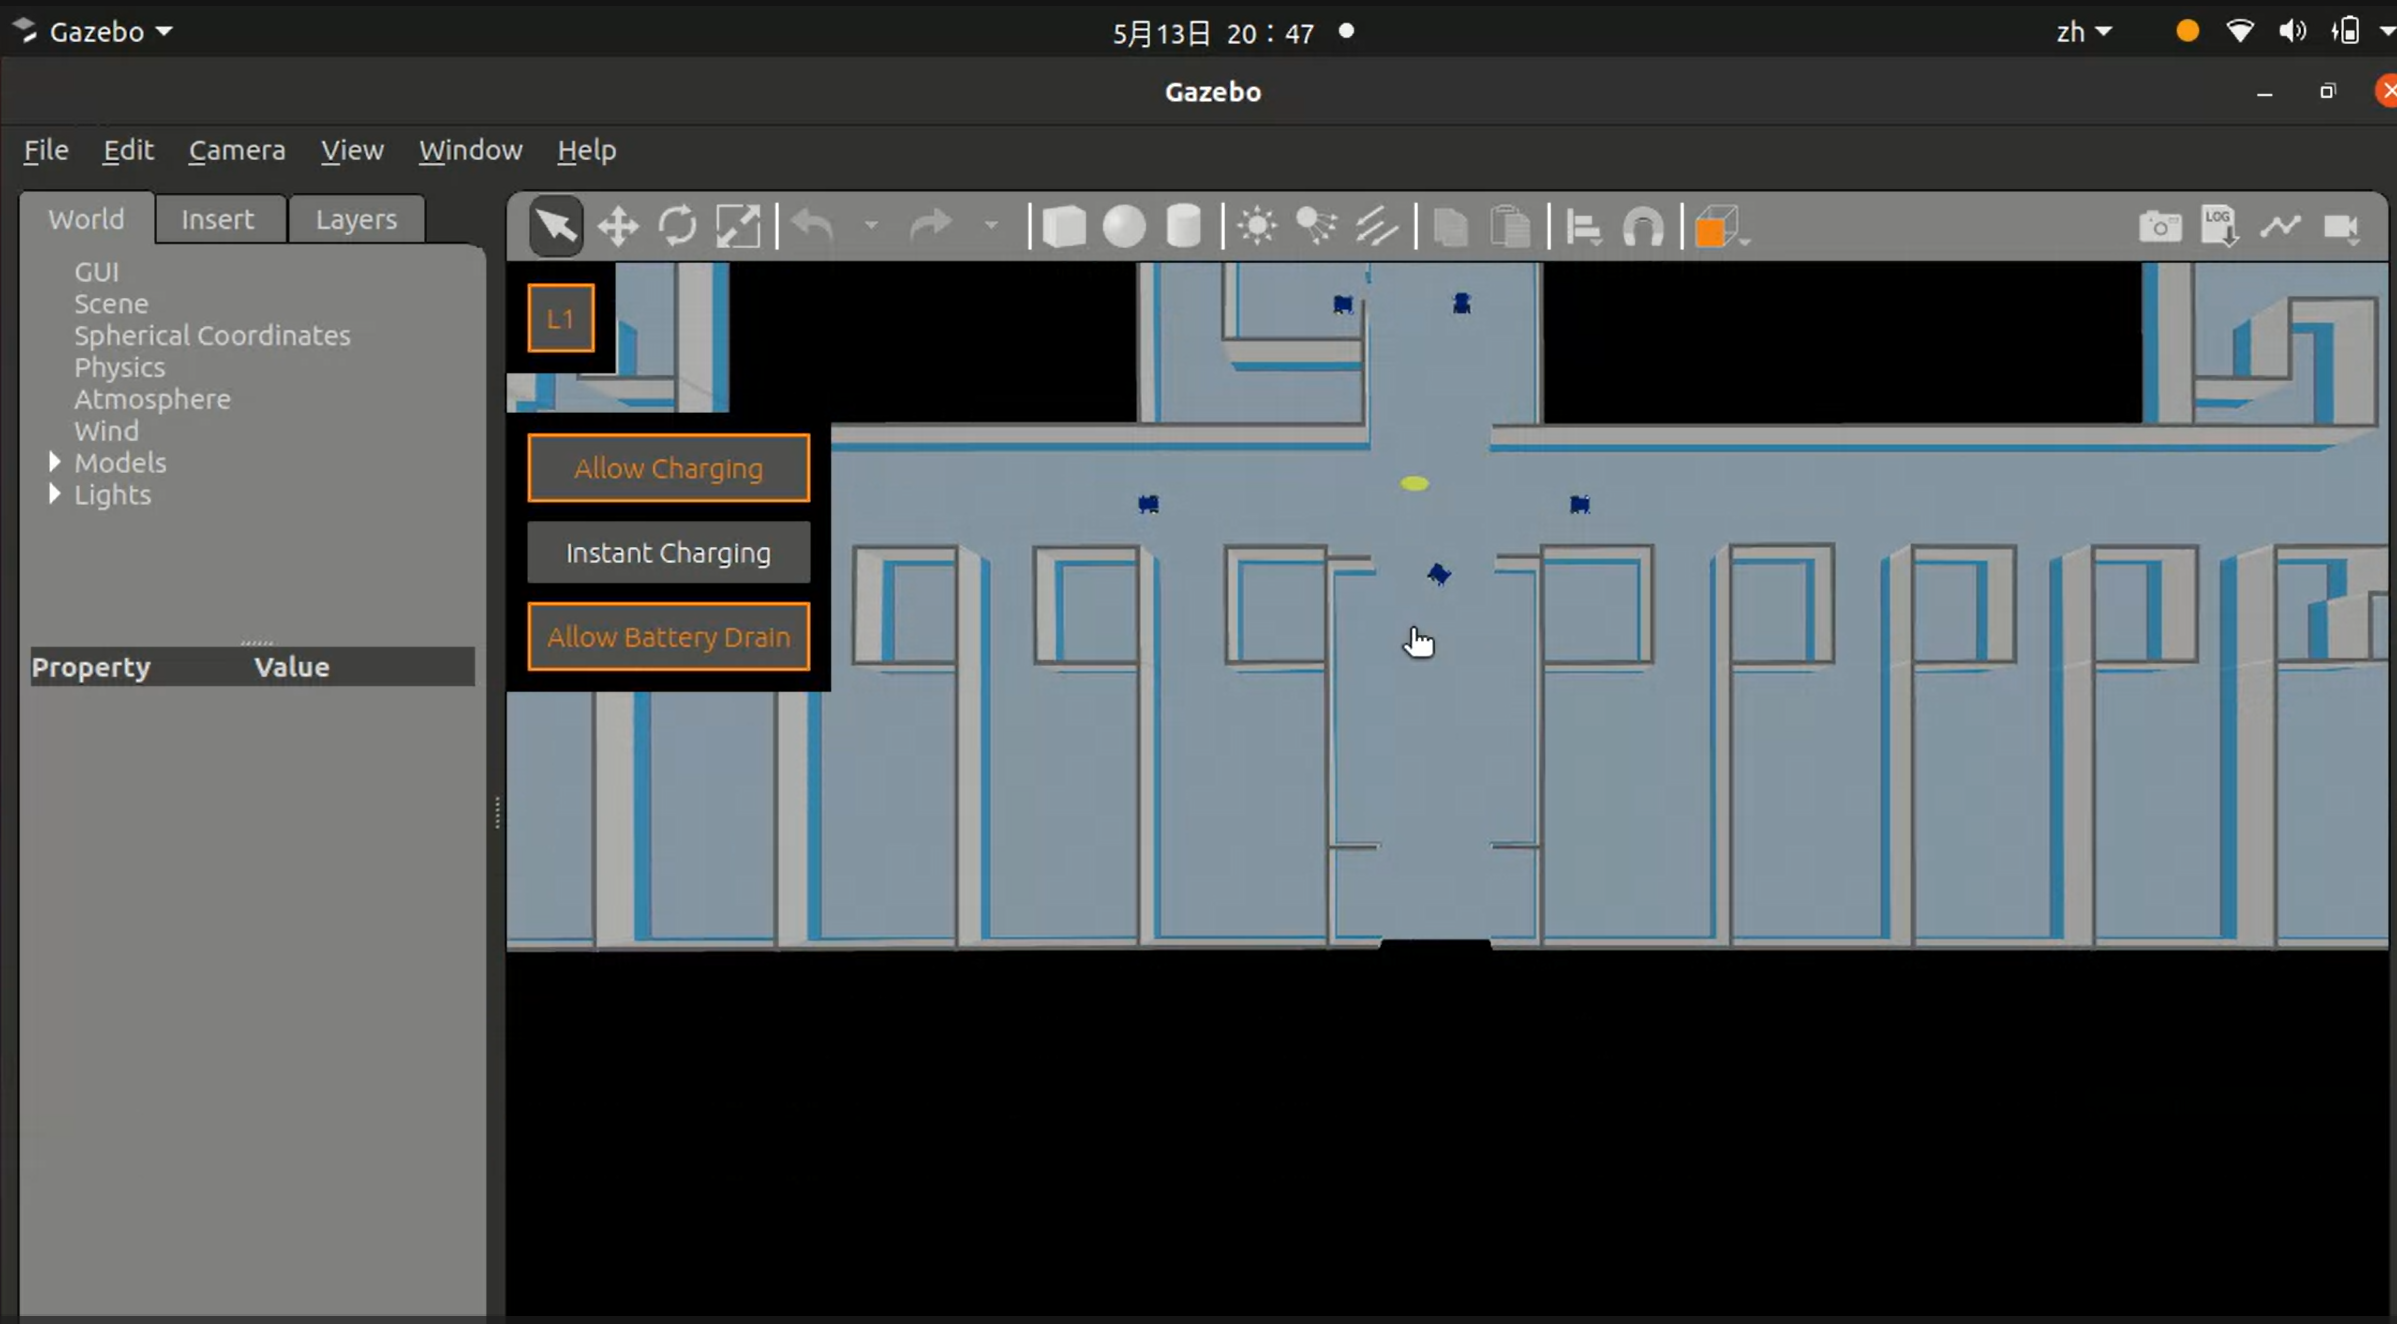 Gazebo
5月13日 20：47
zh
Gazebo
File Edit Camera View Window Help
World Insert Layers
LOG
GUI
Scene
Spherical Coordinates
Physics
Atmosphere
Wind
Models
Lights
Property Value
L1
Allow Charging
Instant Charging
Allow Battery Drain